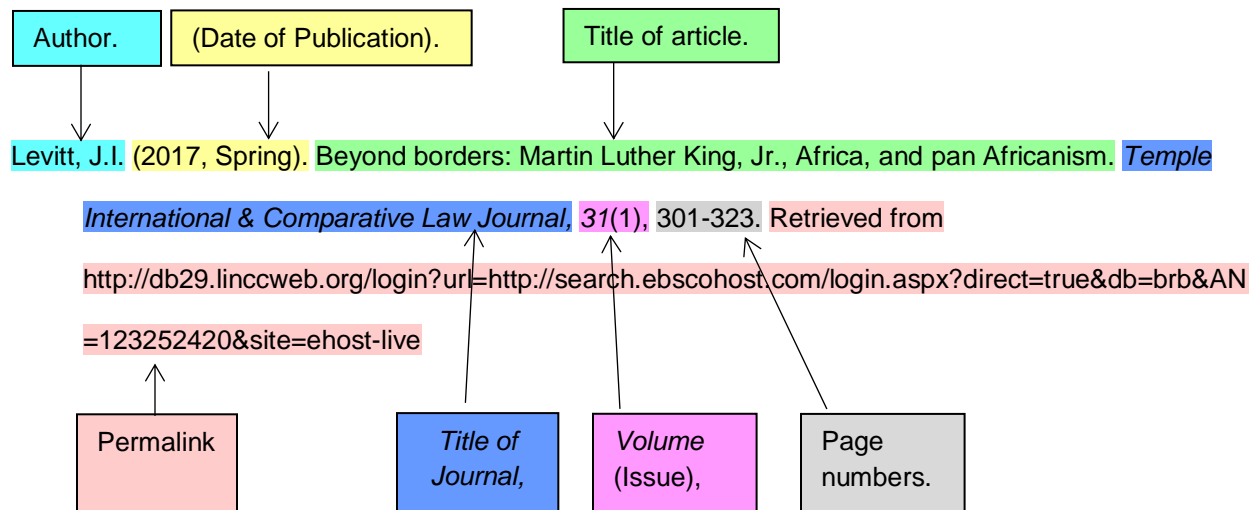 Author.
(Date of Publication).
Title of article.
Levitt, J.I. (2017, Spring). Beyond borders: Martin Luther King, Jr., Africa, and pan Africanism. Temple
International & Comparative Law Journal, 31(1), 301-323. Retrieved from
http://db29.linccweb.org/login?url=http://search.ebscohost.com/login.aspx?direct=true&db=brb&AN
=123252420&site=ehost-live
Permalink
Title of
Journal,
Volume
(Issue),
Page
numbers.